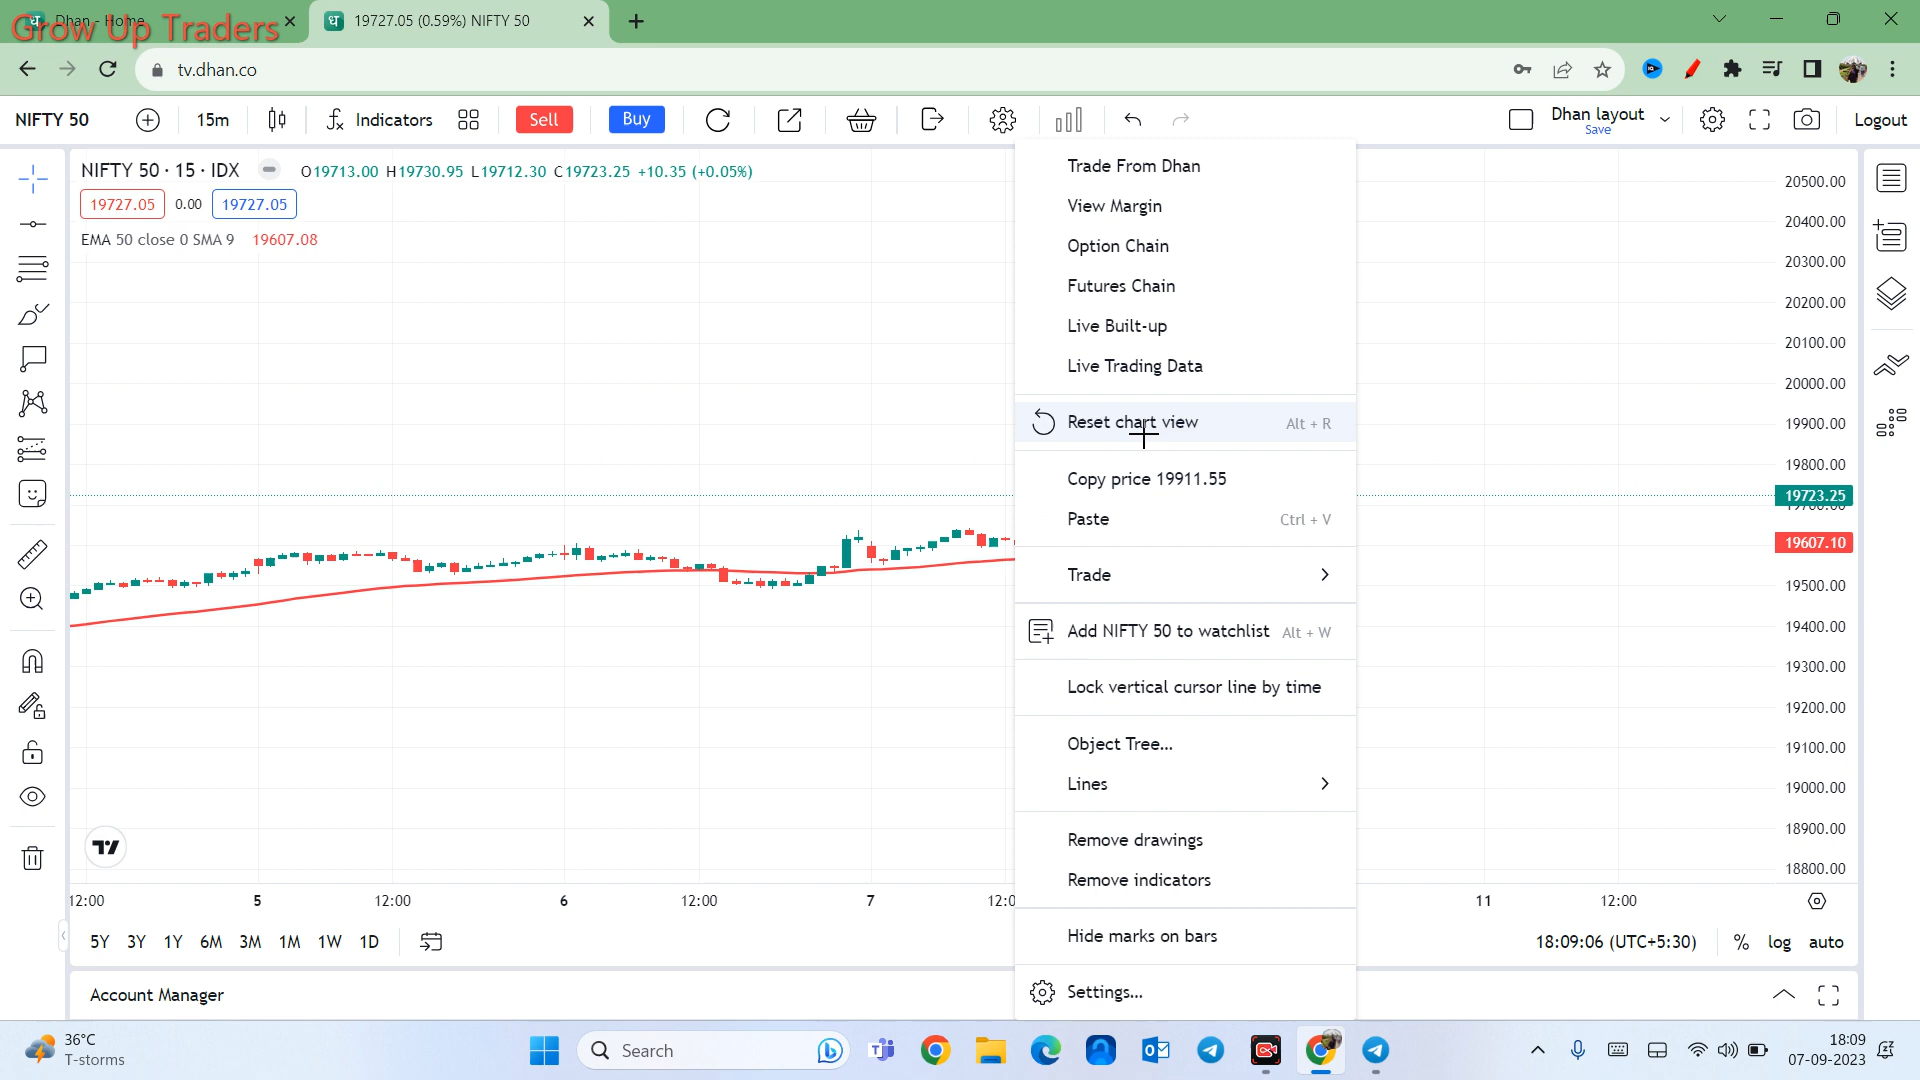 Dhan - Home
Grow Up Traders
19727.05 (0.59%) NIFTY 50
tv.dhan.co
NIFTY 50
15m
Indicators
Sell
Buy
Dhan layout
Save
Logout
NIFTY 50 · 15 · IDX
O19713.00 H19730.95 L19712.30 C19723.25 +10.35 (+0.05%)
19727.05
0.00
19727.05
EMA 50 close 0 SMA 9 19607.08
Trade From Dhan
View Margin
Option Chain
Futures Chain
Live Built-up
Live Trading Data
Reset chart view Alt + R
Copy price 19911.55
Paste Ctrl + V
Trade
Add NIFTY 50 to watchlist Alt + W
Lock vertical cursor line by time
Object Tree...
Lines
Remove drawings
Remove indicators
Hide marks on bars
Settings...
20500.00
20400.00
20300.00
20200.00
20100.00
20000.00
19900.00
19800.00
19723.25
19700.00
19607.10
19500.00
19400.00
19300.00
19200.00
19100.00
19000.00
18900.00
18800.00
12:00
5
12:00
6
12:00
7
12:0
11
12:00
5Y 3Y 1Y 6M 3M 1M 1W 1D
18:09:06 (UTC+5:30)
%
log
auto
Account Manager
36°C
T-storms
Search
18:09
07-09-2023